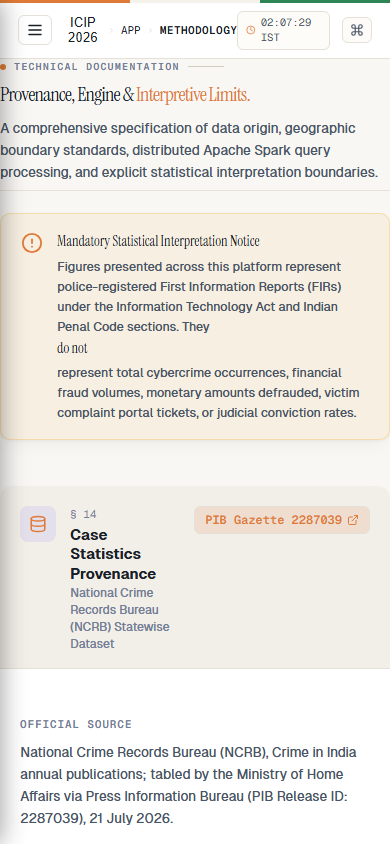 ICIP
2026
APP
METHODOLOGY
02:07:29
IST
⌘
TECHNICAL DOCUMENTATION
Provenance, Engine & Interpretive Limits.
A comprehensive specification of data origin, geographic
boundary standards, distributed Apache Spark query
processing, and explicit statistical interpretation boundaries.
Mandatory Statistical Interpretation Notice
Figures presented across this platform represent
police-registered First Information Reports (FIRs)
under the Information Technology Act and Indian
Penal Code sections. They
do not
represent total cybercrime occurrences, financial
fraud volumes, monetary amounts defrauded, victim
complaint portal tickets, or judicial conviction rates.
§ 14
Case
Statistics
Provenance
National Crime
Records Bureau
(NCRB) Statewise
Dataset
PIB Gazette 2287039
OFFICIAL SOURCE
National Crime Records Bureau (NCRB), Crime in India
annual publications; tabled by the Ministry of Home
Affairs via Press Information Bureau (PIB Release ID:
2287039), 21 July 2026.